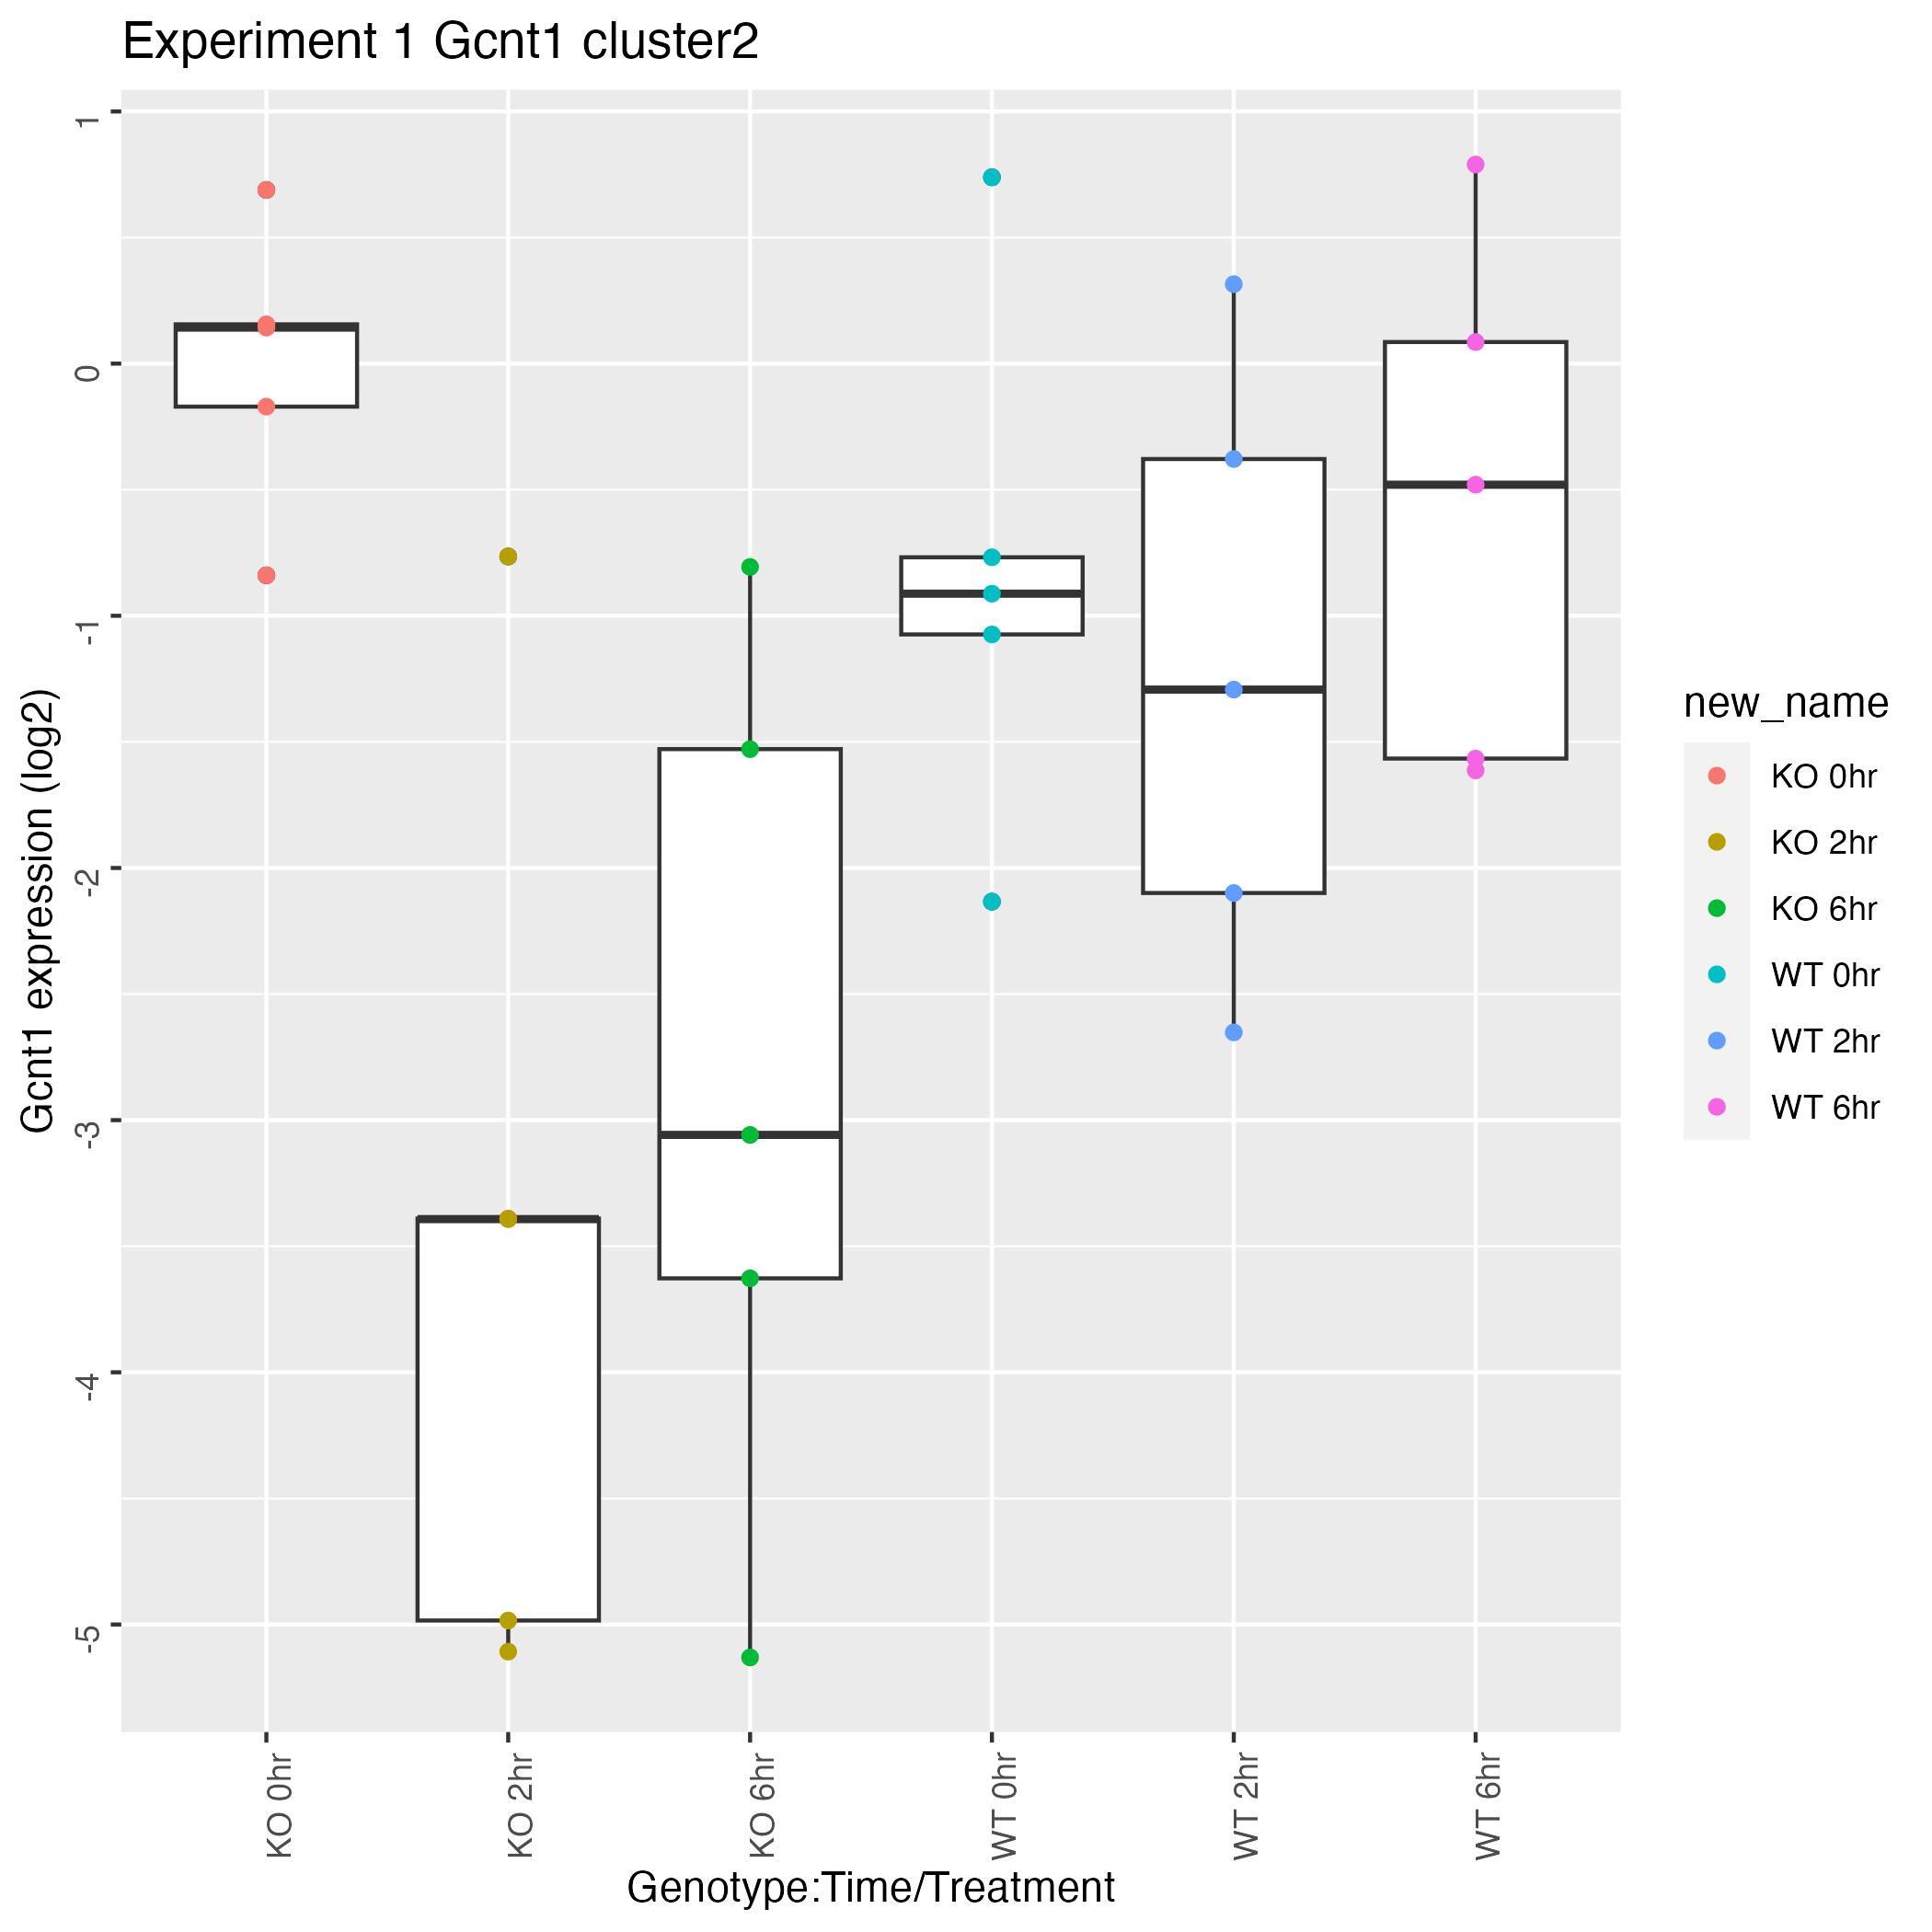 Experiment 1 Gcnt1 cluster2
Gcnt1 expression (log2)
1
0
-1
-2
-3
-4
-5
KO 0hr
KO 2hr
KO 6hr
WT 0hr
WT 2hr
WT 6hr
Genotype:Time/Treatment
new_name
KO 0hr
KO 2hr
KO 6hr
WT 0hr
WT 2hr
WT 6hr